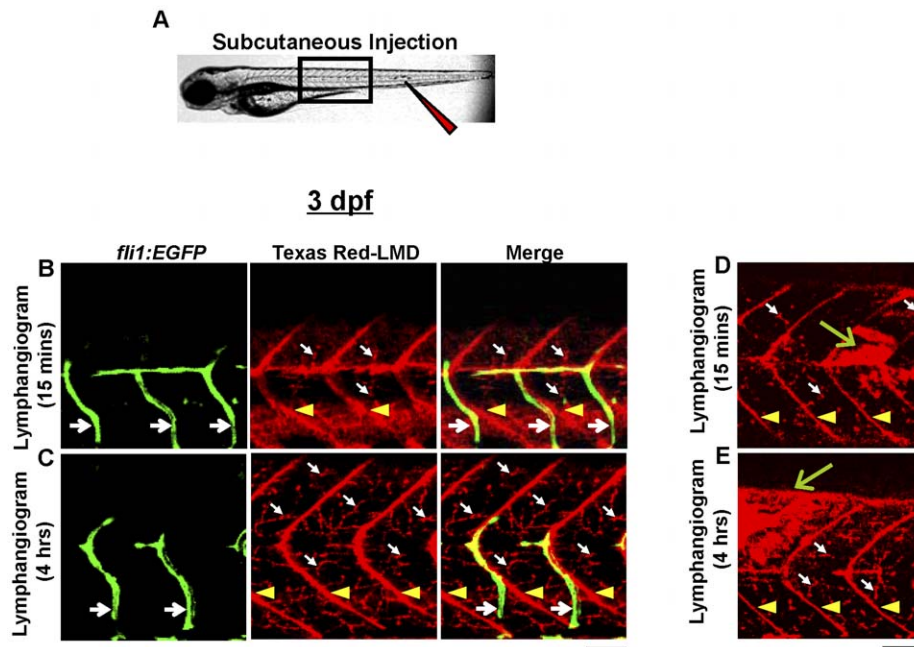 A
Subcutaneous Injection
3 dpf
fli1:EGFP
Texas Red-LMD
Merge
B
Lymphangiogram
(15 mins)
C
Lymphangiogram
(4 hrs)
D
Lymphangiogram
(15 mins)
E
Lymphangiogram
(4 hrs)